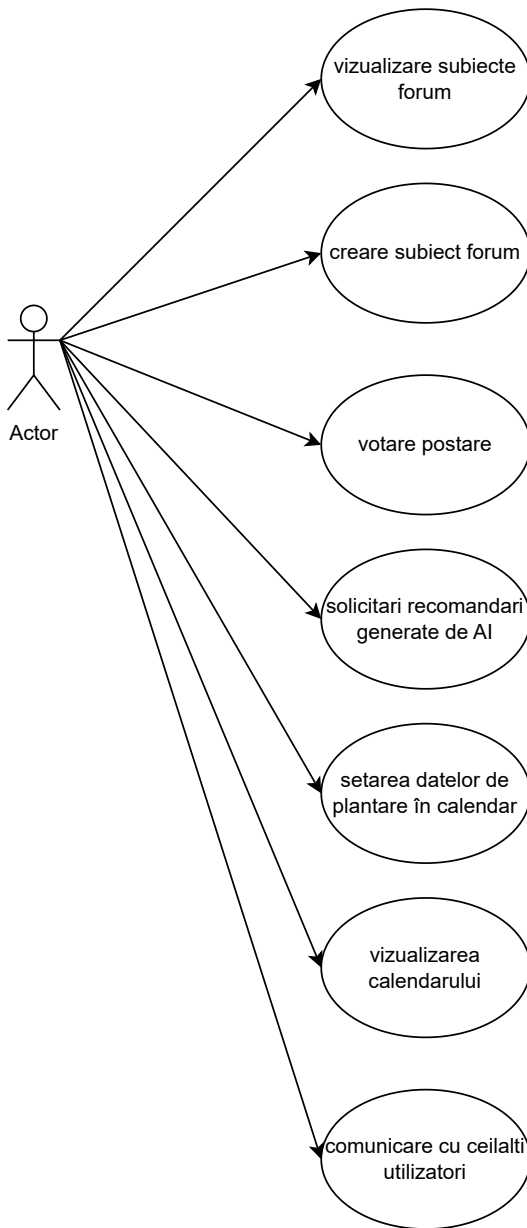 vizualizare subiecte
forum
creare subiect forum
Actor
votare postare
solicitari recomandari
generate de AI
setarea datelor de
plantare în calendar
vizualizarea
calendarului
comunicare cu ceilalti
utilizatori